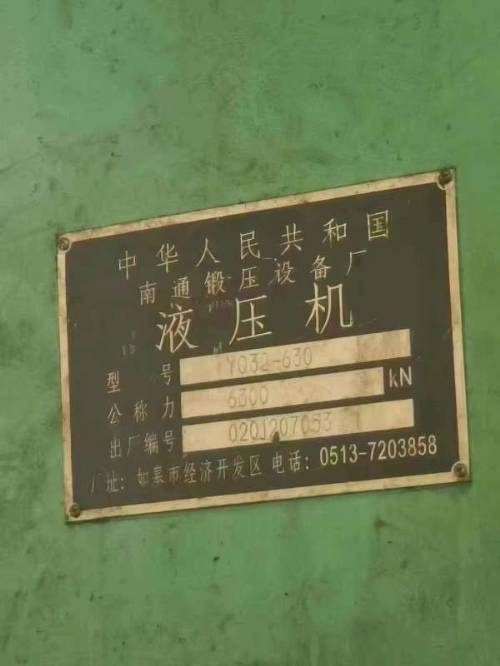 中华人民共和国
南通锻压设备厂
液压机
型号 YQ32-630
公称力 6300 kN
出厂编号 0201207053
厂址：如皋市经济开发区 电话：0513-7203858